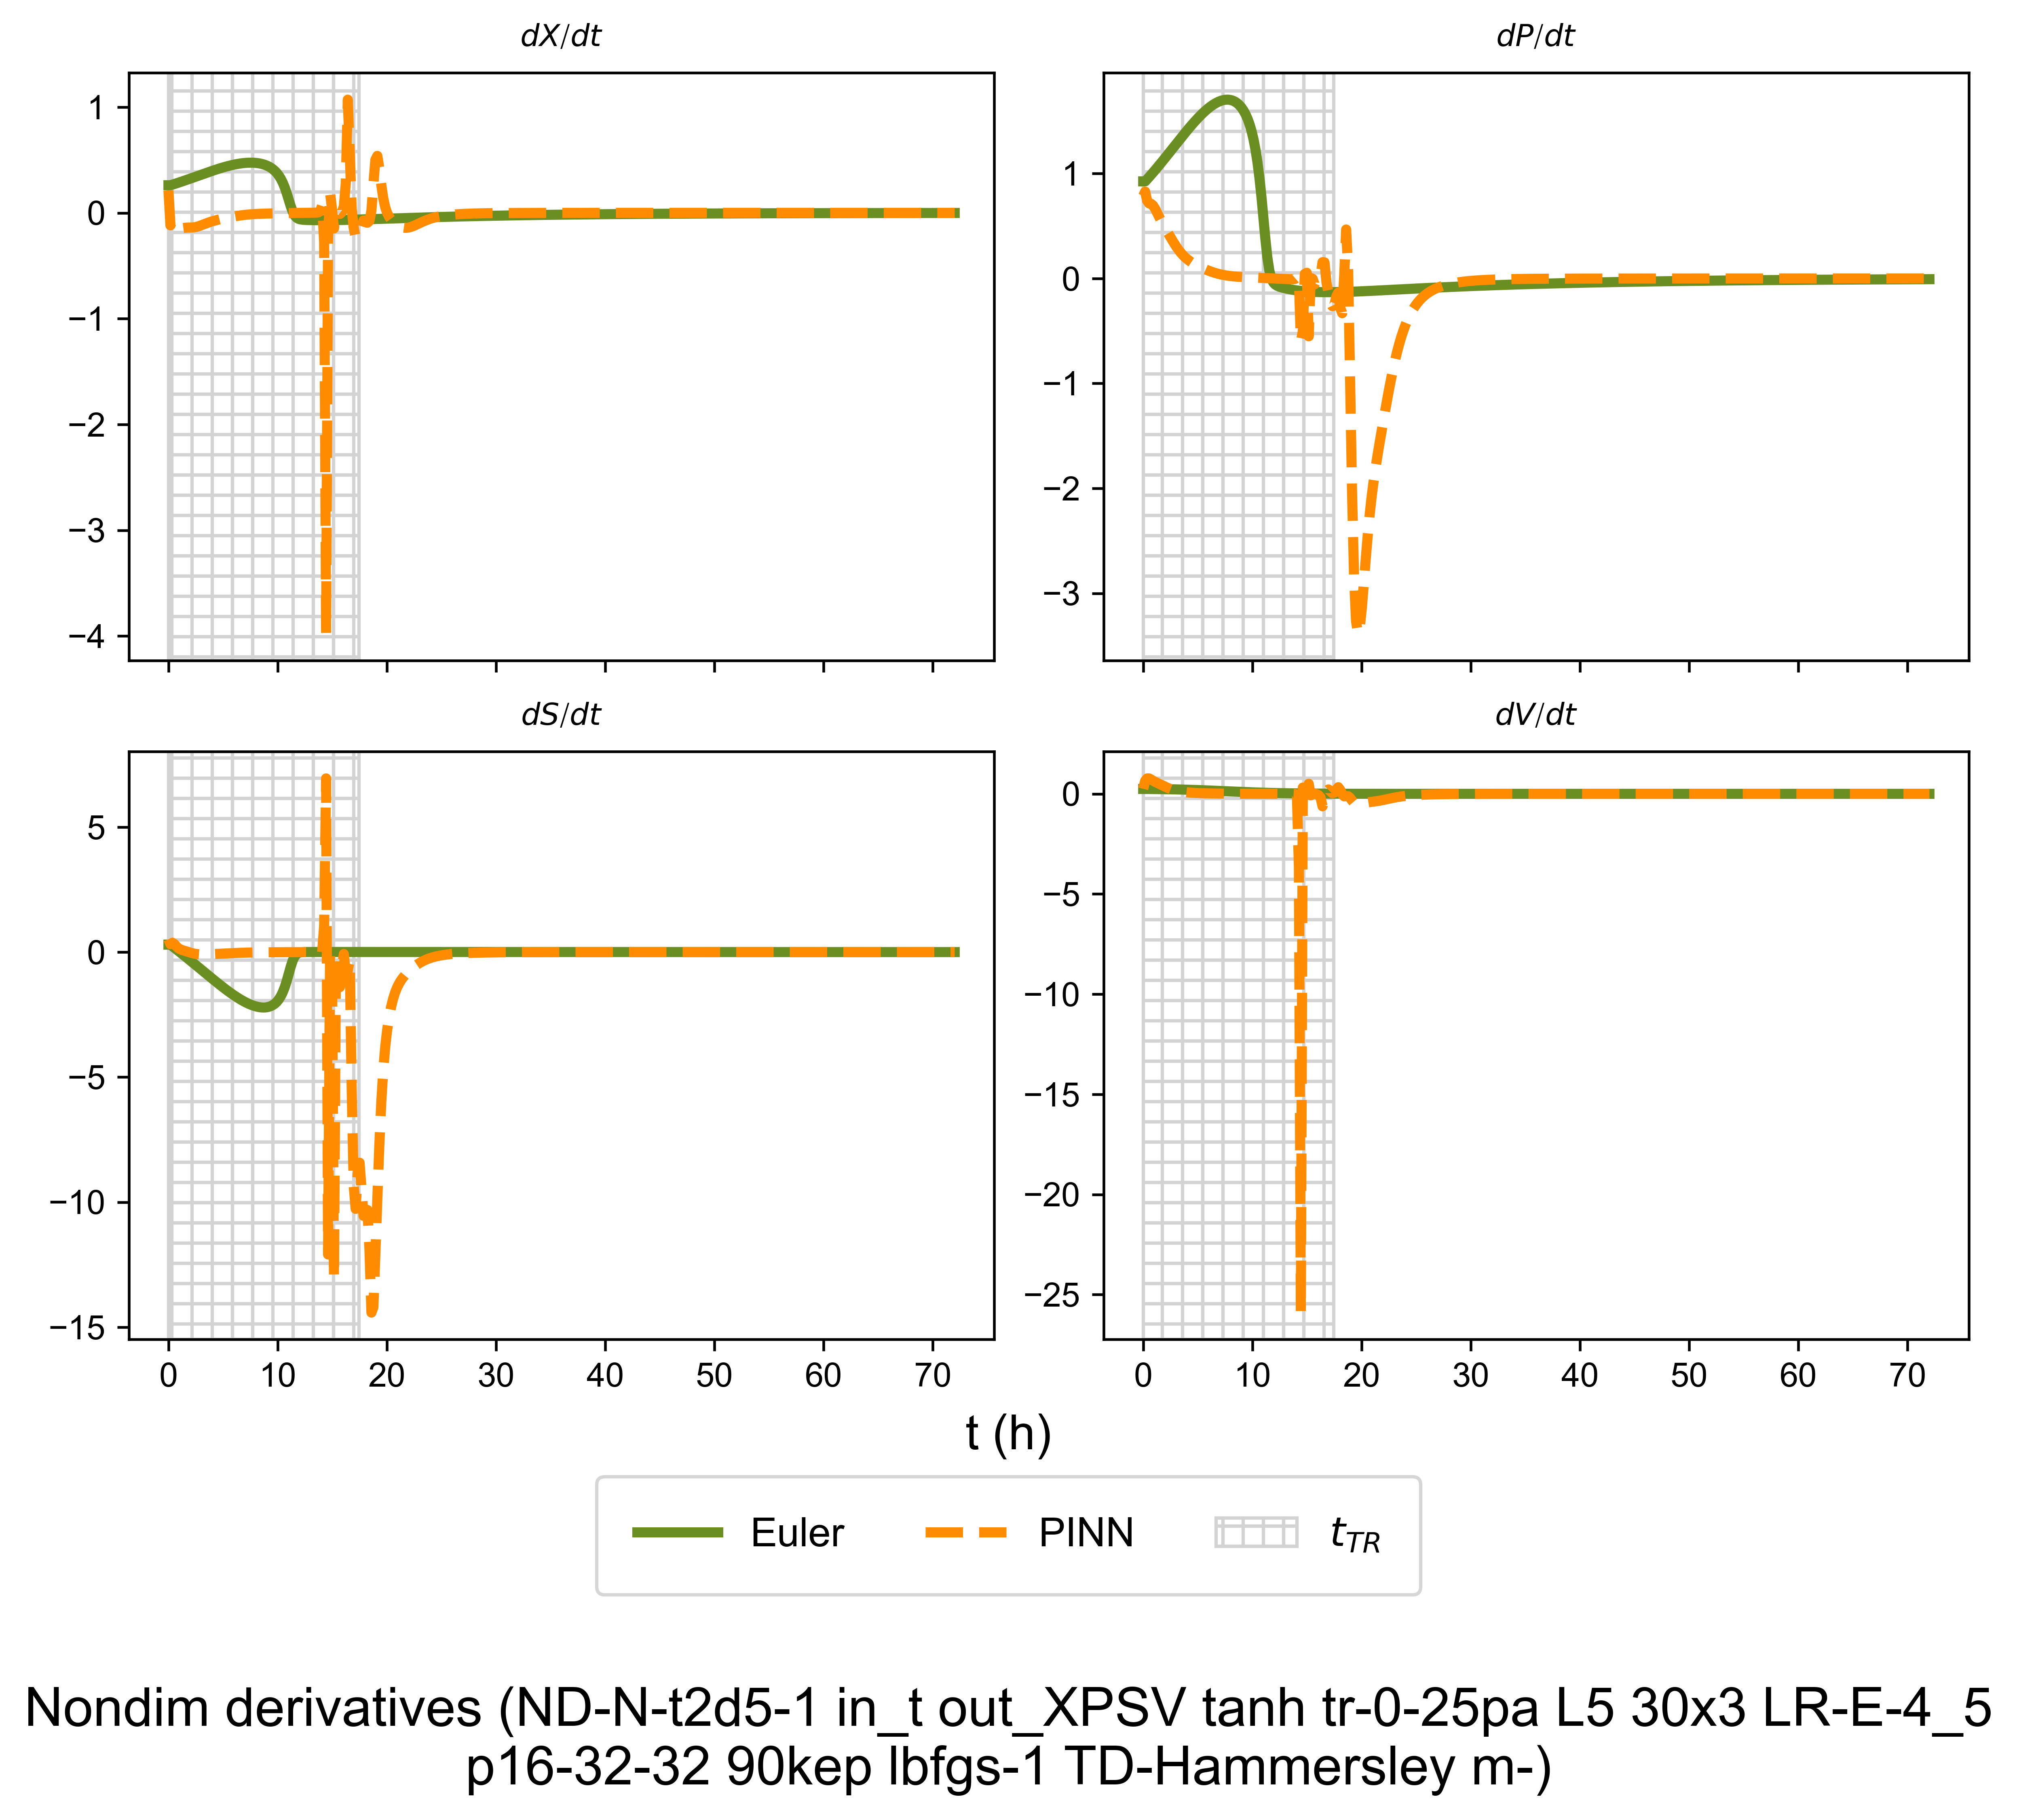 dX/dt
dP/dt
1
0
−1
−2
−3
−4
1
0
−1
−2
−3
dS/dt
dV/dt
5
0
−5
−10
−15
0
−5
−10
−15
−20
−25
0 10 20 30 40 50 60 70
0 10 20 30 40 50 60 70
t (h)
Euler PINN t_TR
Nondim derivatives (ND-N-t2d5-1 in_t out_XPSV tanh tr-0-25pa L5 30x3 LR-E-4_5
p16-32-32 90kep lbfgs-1 TD-Hammersley m-)